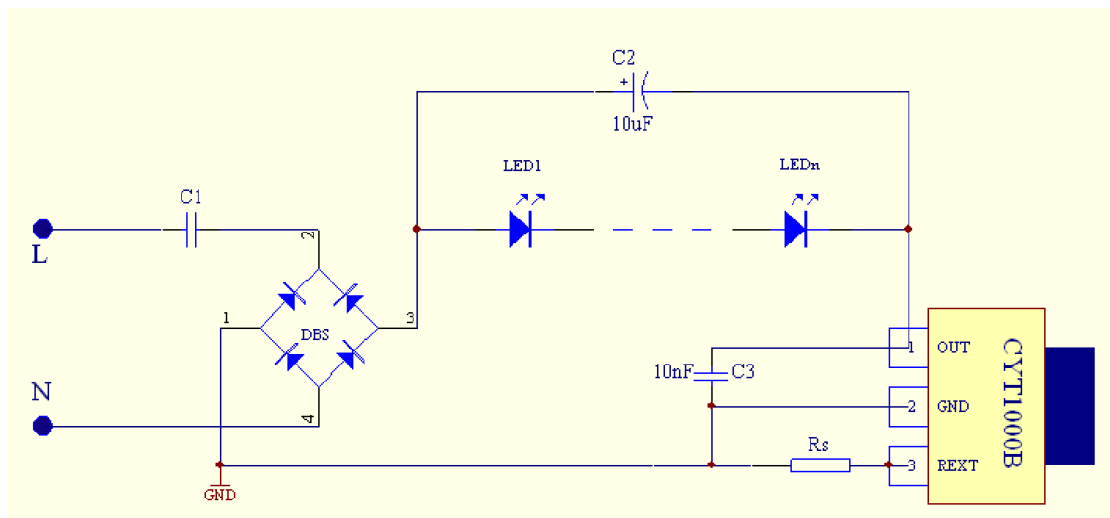 C2
+
10uF
LED1
LEDn
C1
L
2
1
DBS
3
N
4
10nF
C3
1
OUT
2
GND
Rs
3
REXT
CYT1000B
GND